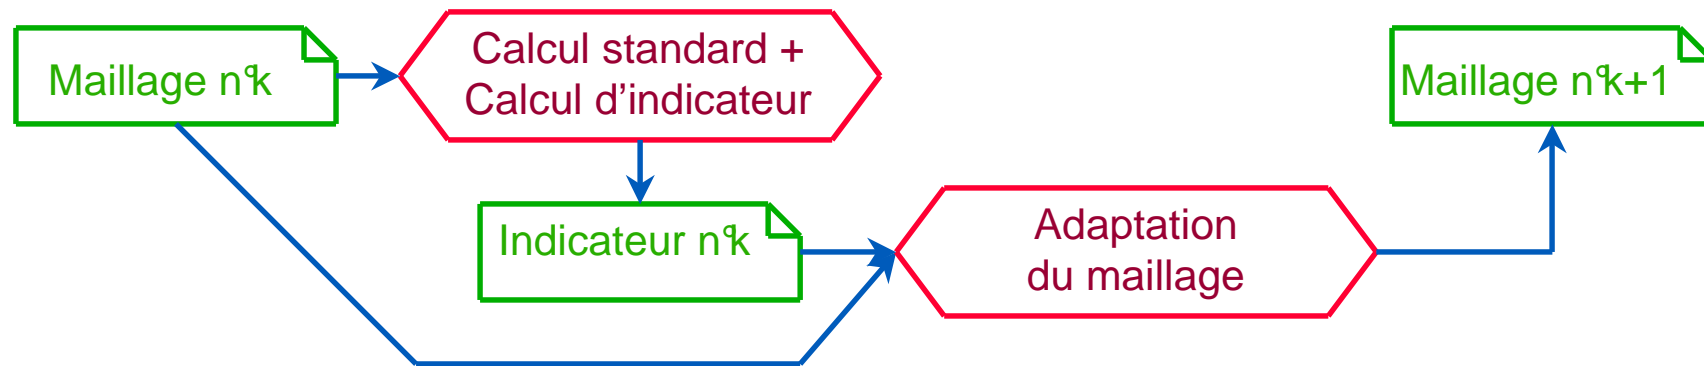 Maillage n°k
Calcul standard +
Calcul d'indicateur
Maillage n°k+1
Indicateur n°k
Adaptation
du maillage